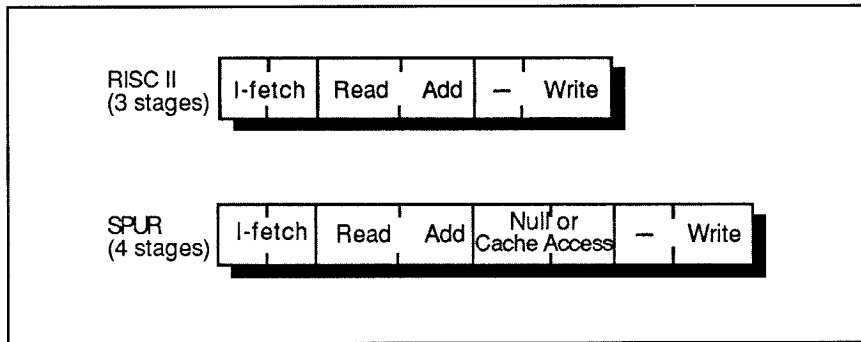 RISC II
(3 stages)
I-fetch Read Add – Write
SPUR
(4 stages)
I-fetch Read Add Null or
Cache Access – Write